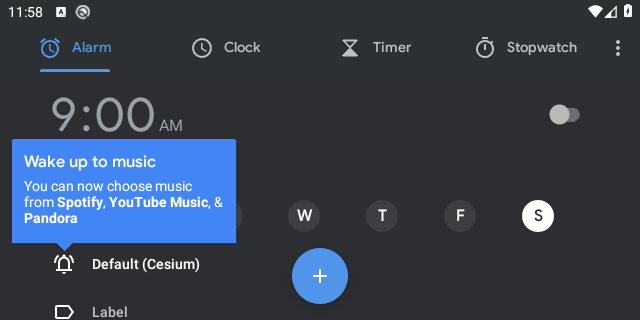 11:58
Alarm
Clock
Timer
Stopwatch
9:00 AM
Wake up to music
You can now choose music
from Spotify, YouTube Music, &
Pandora
W
T
F
S
Default (Cesium)
Label